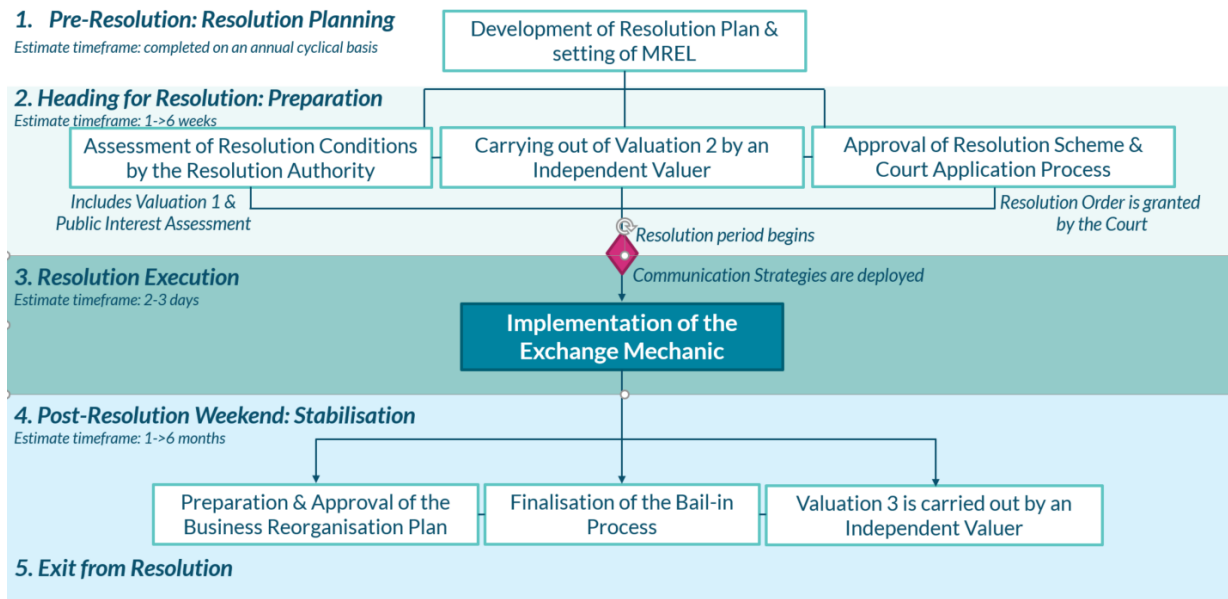 1. Pre-Resolution: Resolution Planning
Estimate timeframe: completed on an annual cyclical basis
Development of Resolution Plan &
setting of MREL
2. Heading for Resolution: Preparation
Estimate timeframe: 1->6 weeks
Assessment of Resolution Conditions
by the Resolution Authority
Carrying out of Valuation 2 by an
Independent Valuer
Approval of Resolution Scheme &
Court Application Process
Includes Valuation 1 &
Public Interest Assessment
Resolution Order is granted
by the Court
Resolution period begins
3. Resolution Execution
Estimate timeframe: 2-3 days
Communication Strategies are deployed
Implementation of the
Exchange Mechanic
4. Post-Resolution Weekend: Stabilisation
Estimate timeframe: 1->6 months
Preparation & Approval of the
Business Reorganisation Plan
Finalisation of the Bail-in
Process
Valuation 3 is carried out by an
Independent Valuer
5. Exit from Resolution